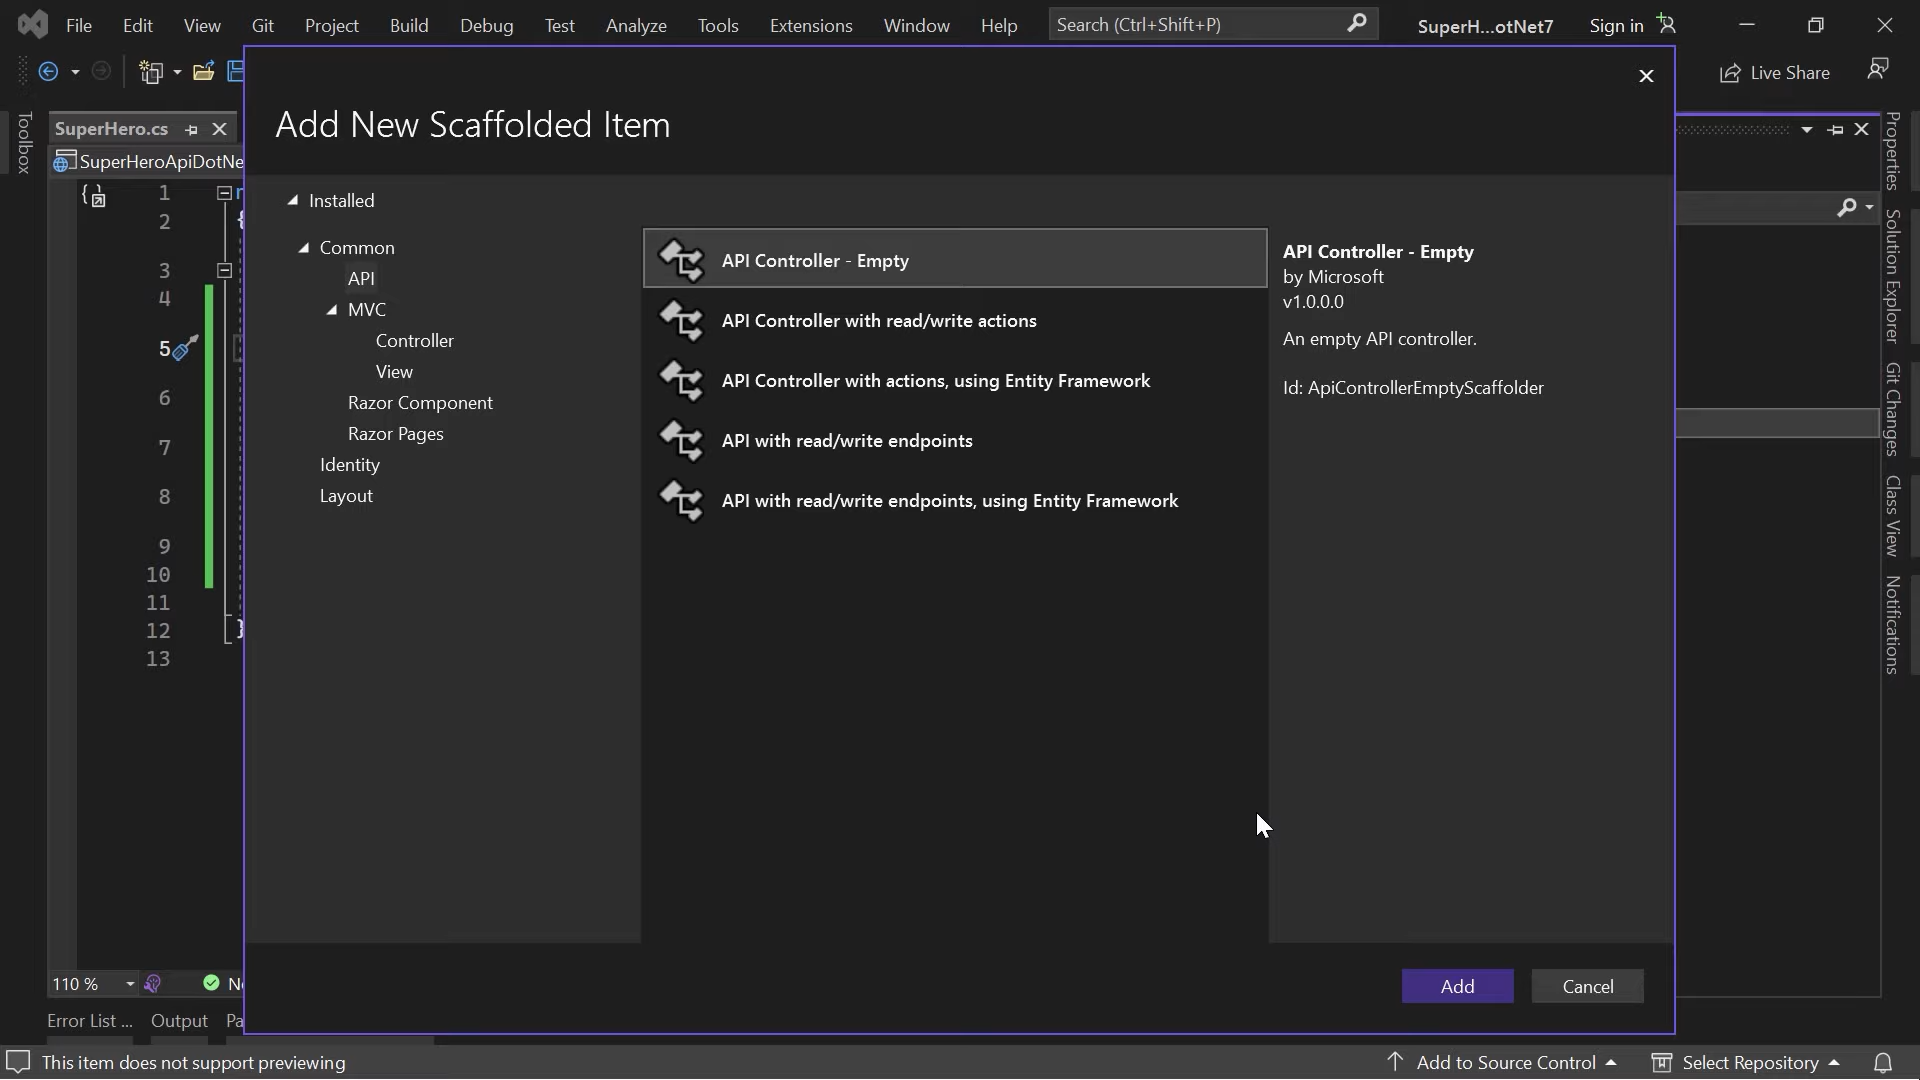 File Edit View Git Project Build Debug Test Analyze Tools Extensions Window Help Search (Ctrl+Shift+P) SuperH...otNet7 Sign in
Live Share
Add New Scaffolded Item
Toolbox
SuperHero.cs
SuperHeroApiDotNe
1
2
3
4
5
6
7
8
9
10
11
12
13
Installed
Common
API
MVC
Controller
View
Razor Component
Razor Pages
Identity
Layout
API Controller - Empty
API Controller with read/write actions
API Controller with actions, using Entity Framework
API with read/write endpoints
API with read/write endpoints, using Entity Framework
API Controller - Empty
by Microsoft
v1.0.0.0
An empty API controller.
Id: ApiControllerEmptyScaffolder
Properties
Solution Explorer
Git Changes
Class View
Notifications
Add Cancel
110 %
Error List ... Output Pa
This item does not support previewing
Add to Source Control Select Repository